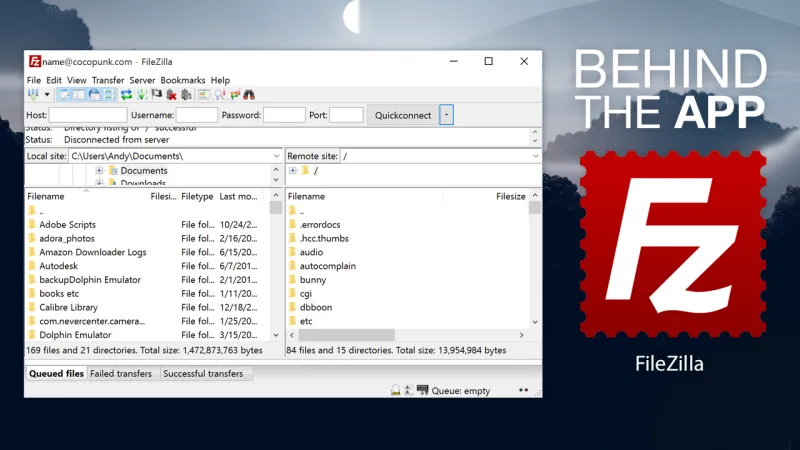 name@cocopunk.com - FileZilla
File Edit View Transfer Server Bookmarks Help
Host: Username: Password: Port: Quickconnect
Status: Directory listing of "/" successful
Status: Disconnected from server
Local site: C:\Users\Andy\Documents\
Documents
Downloads
Filename Filesi... Filetype Last mo...
..
Adobe Scripts File fol... 10/24/2...
adora_photos File fol... 2/16/20...
Amazon Downloader Logs File fol... 6/15/20...
Autodesk File fol... 6/7/201...
backupDolphin Emulator File fol... 2/1/201...
books etc File fol... 1/11/20...
Calibre Library File fol... 12/18/2...
com.nevercenter.camera... File fol... 1/25/20...
Dolphin Emulator File fol... 3/15/20...
169 files and 21 directories. Total size: 1,472,873,763 bytes
Remote site: /
/
Filename Filesize
..
.errordocs
.hcc.thumbs
audio
autocomplain
bunny
cgi
dbboon
etc
84 files and 15 directories. Total size: 13,954,984 bytes
Queued files Failed transfers Successful transfers
Queue: empty
BEHIND
THE APP
Fz
FileZilla